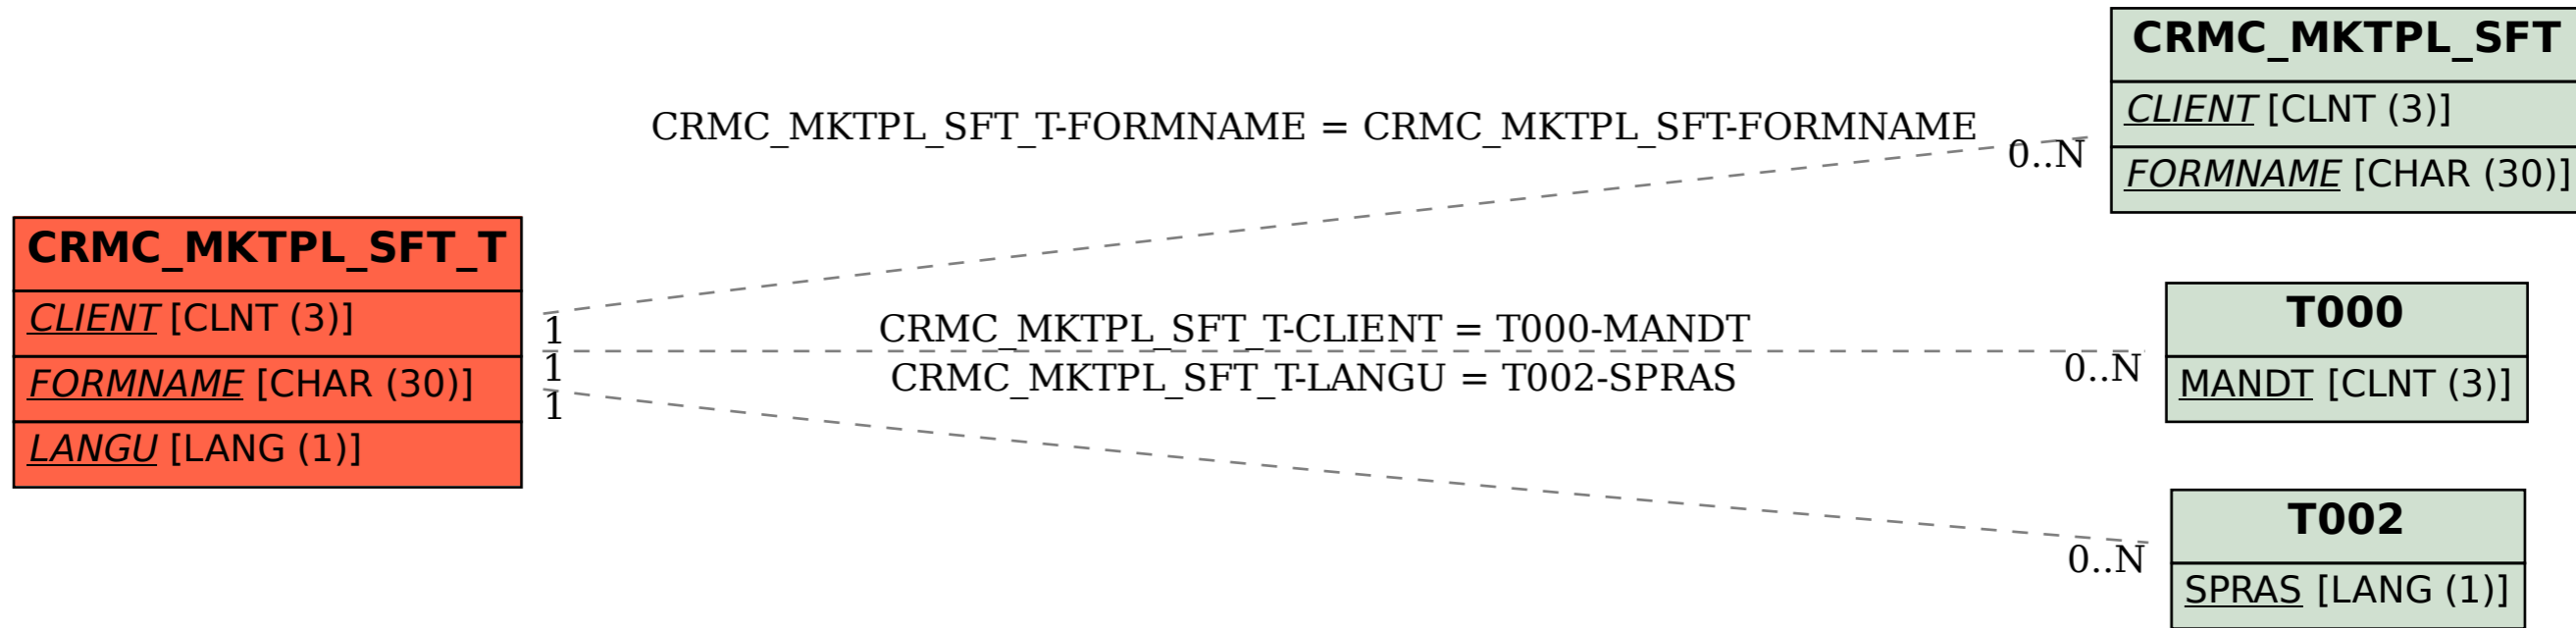 CRMC_MKTPL_SFT
CLIENT [CLNT (3)]
FORMNAME [CHAR (30)]
CRMC_MKTPL_SFT_T-FORMNAME = CRMC_MKTPL_SFT-FORMNAME
0..N
CRMC_MKTPL_SFT_T
CLIENT [CLNT (3)]
FORMNAME [CHAR (30)]
LANGU [LANG (1)]
1
1
1
CRMC_MKTPL_SFT_T-CLIENT = T000-MANDT
0..N
T000
MANDT [CLNT (3)]
CRMC_MKTPL_SFT_T-LANGU = T002-SPRAS
0..N
T002
SPRAS [LANG (1)]